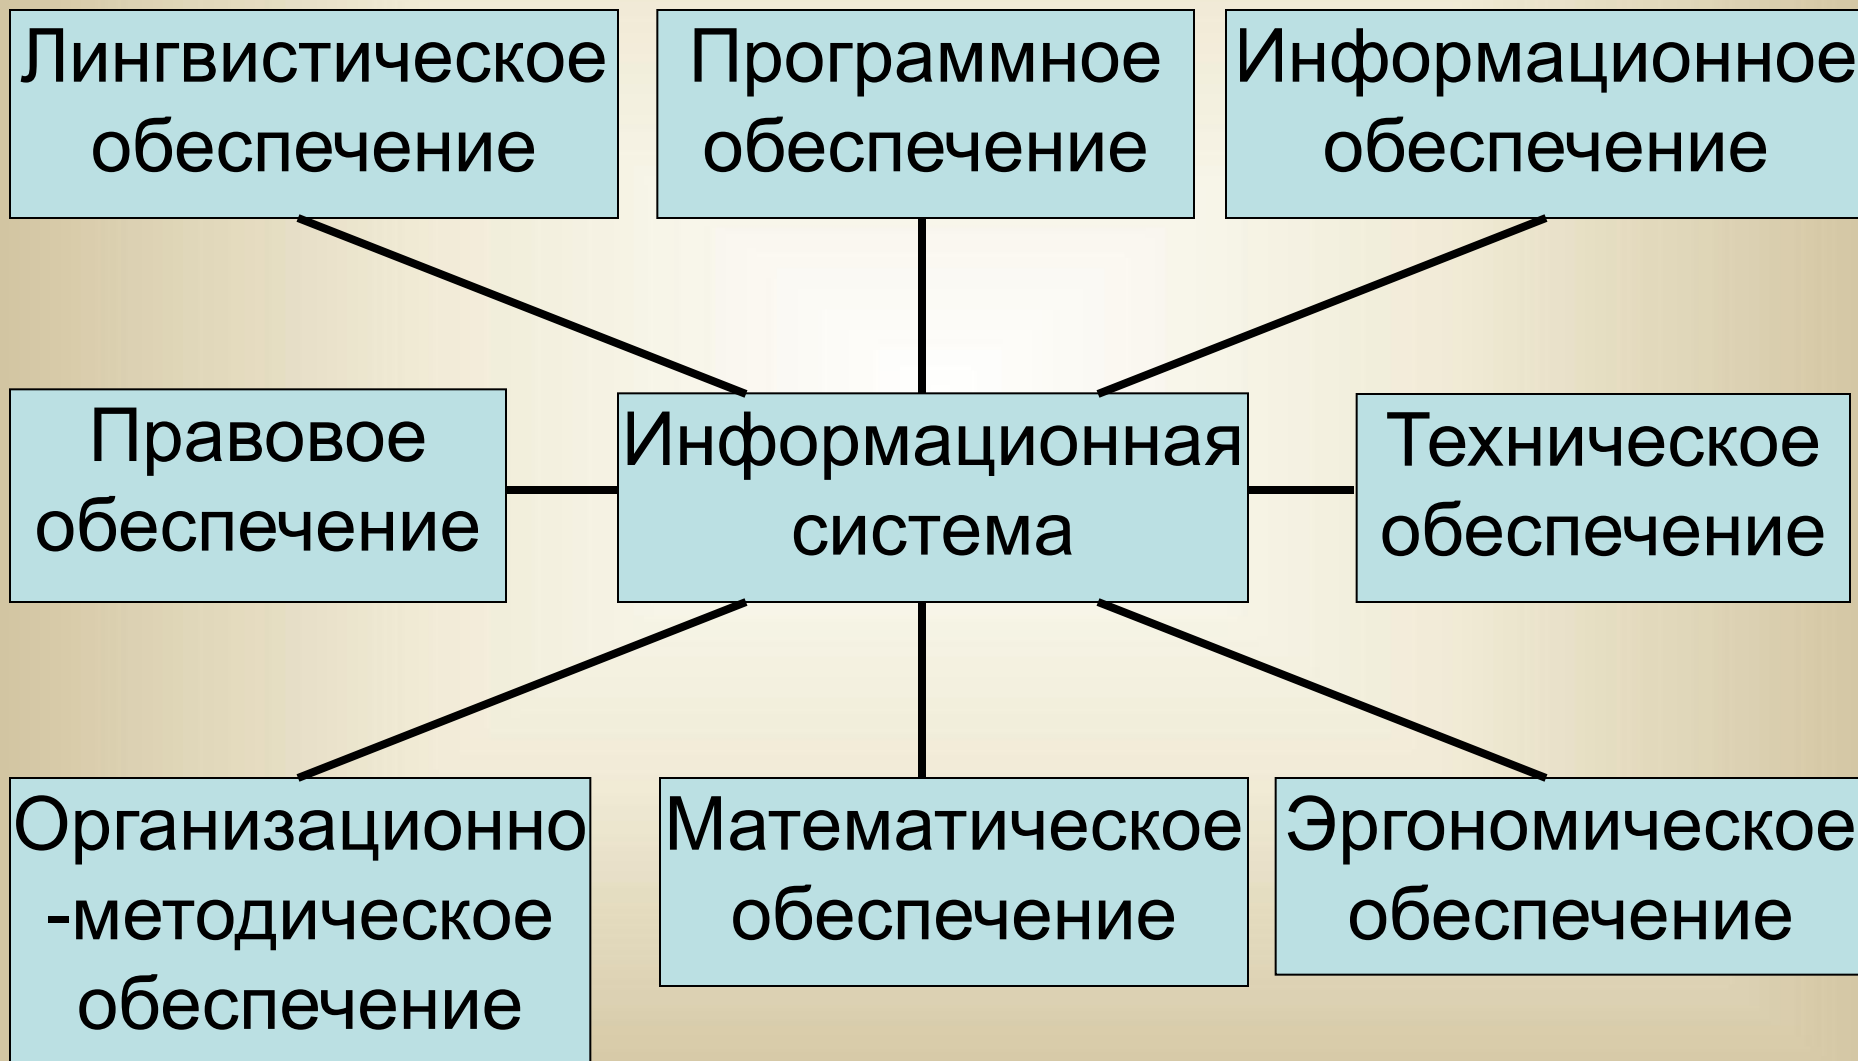 Лингвистическое
обеспечение
Программное
обеспечение
Информационное
обеспечение
Правовое
обеспечение
Информационная
система
Техническое
обеспечение
Организационно
-методическое
обеспечение
Математическое
обеспечение
Эргономическое
обеспечение